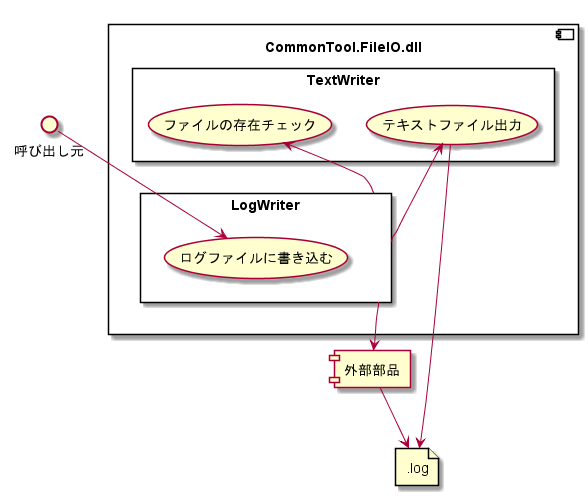 CommonTool.FileIO.dll
TextWriter
ファイルの存在チェック
テキストファイル出力
呼び出し元
LogWriter
ログファイルに書き込む
外部部品
.log